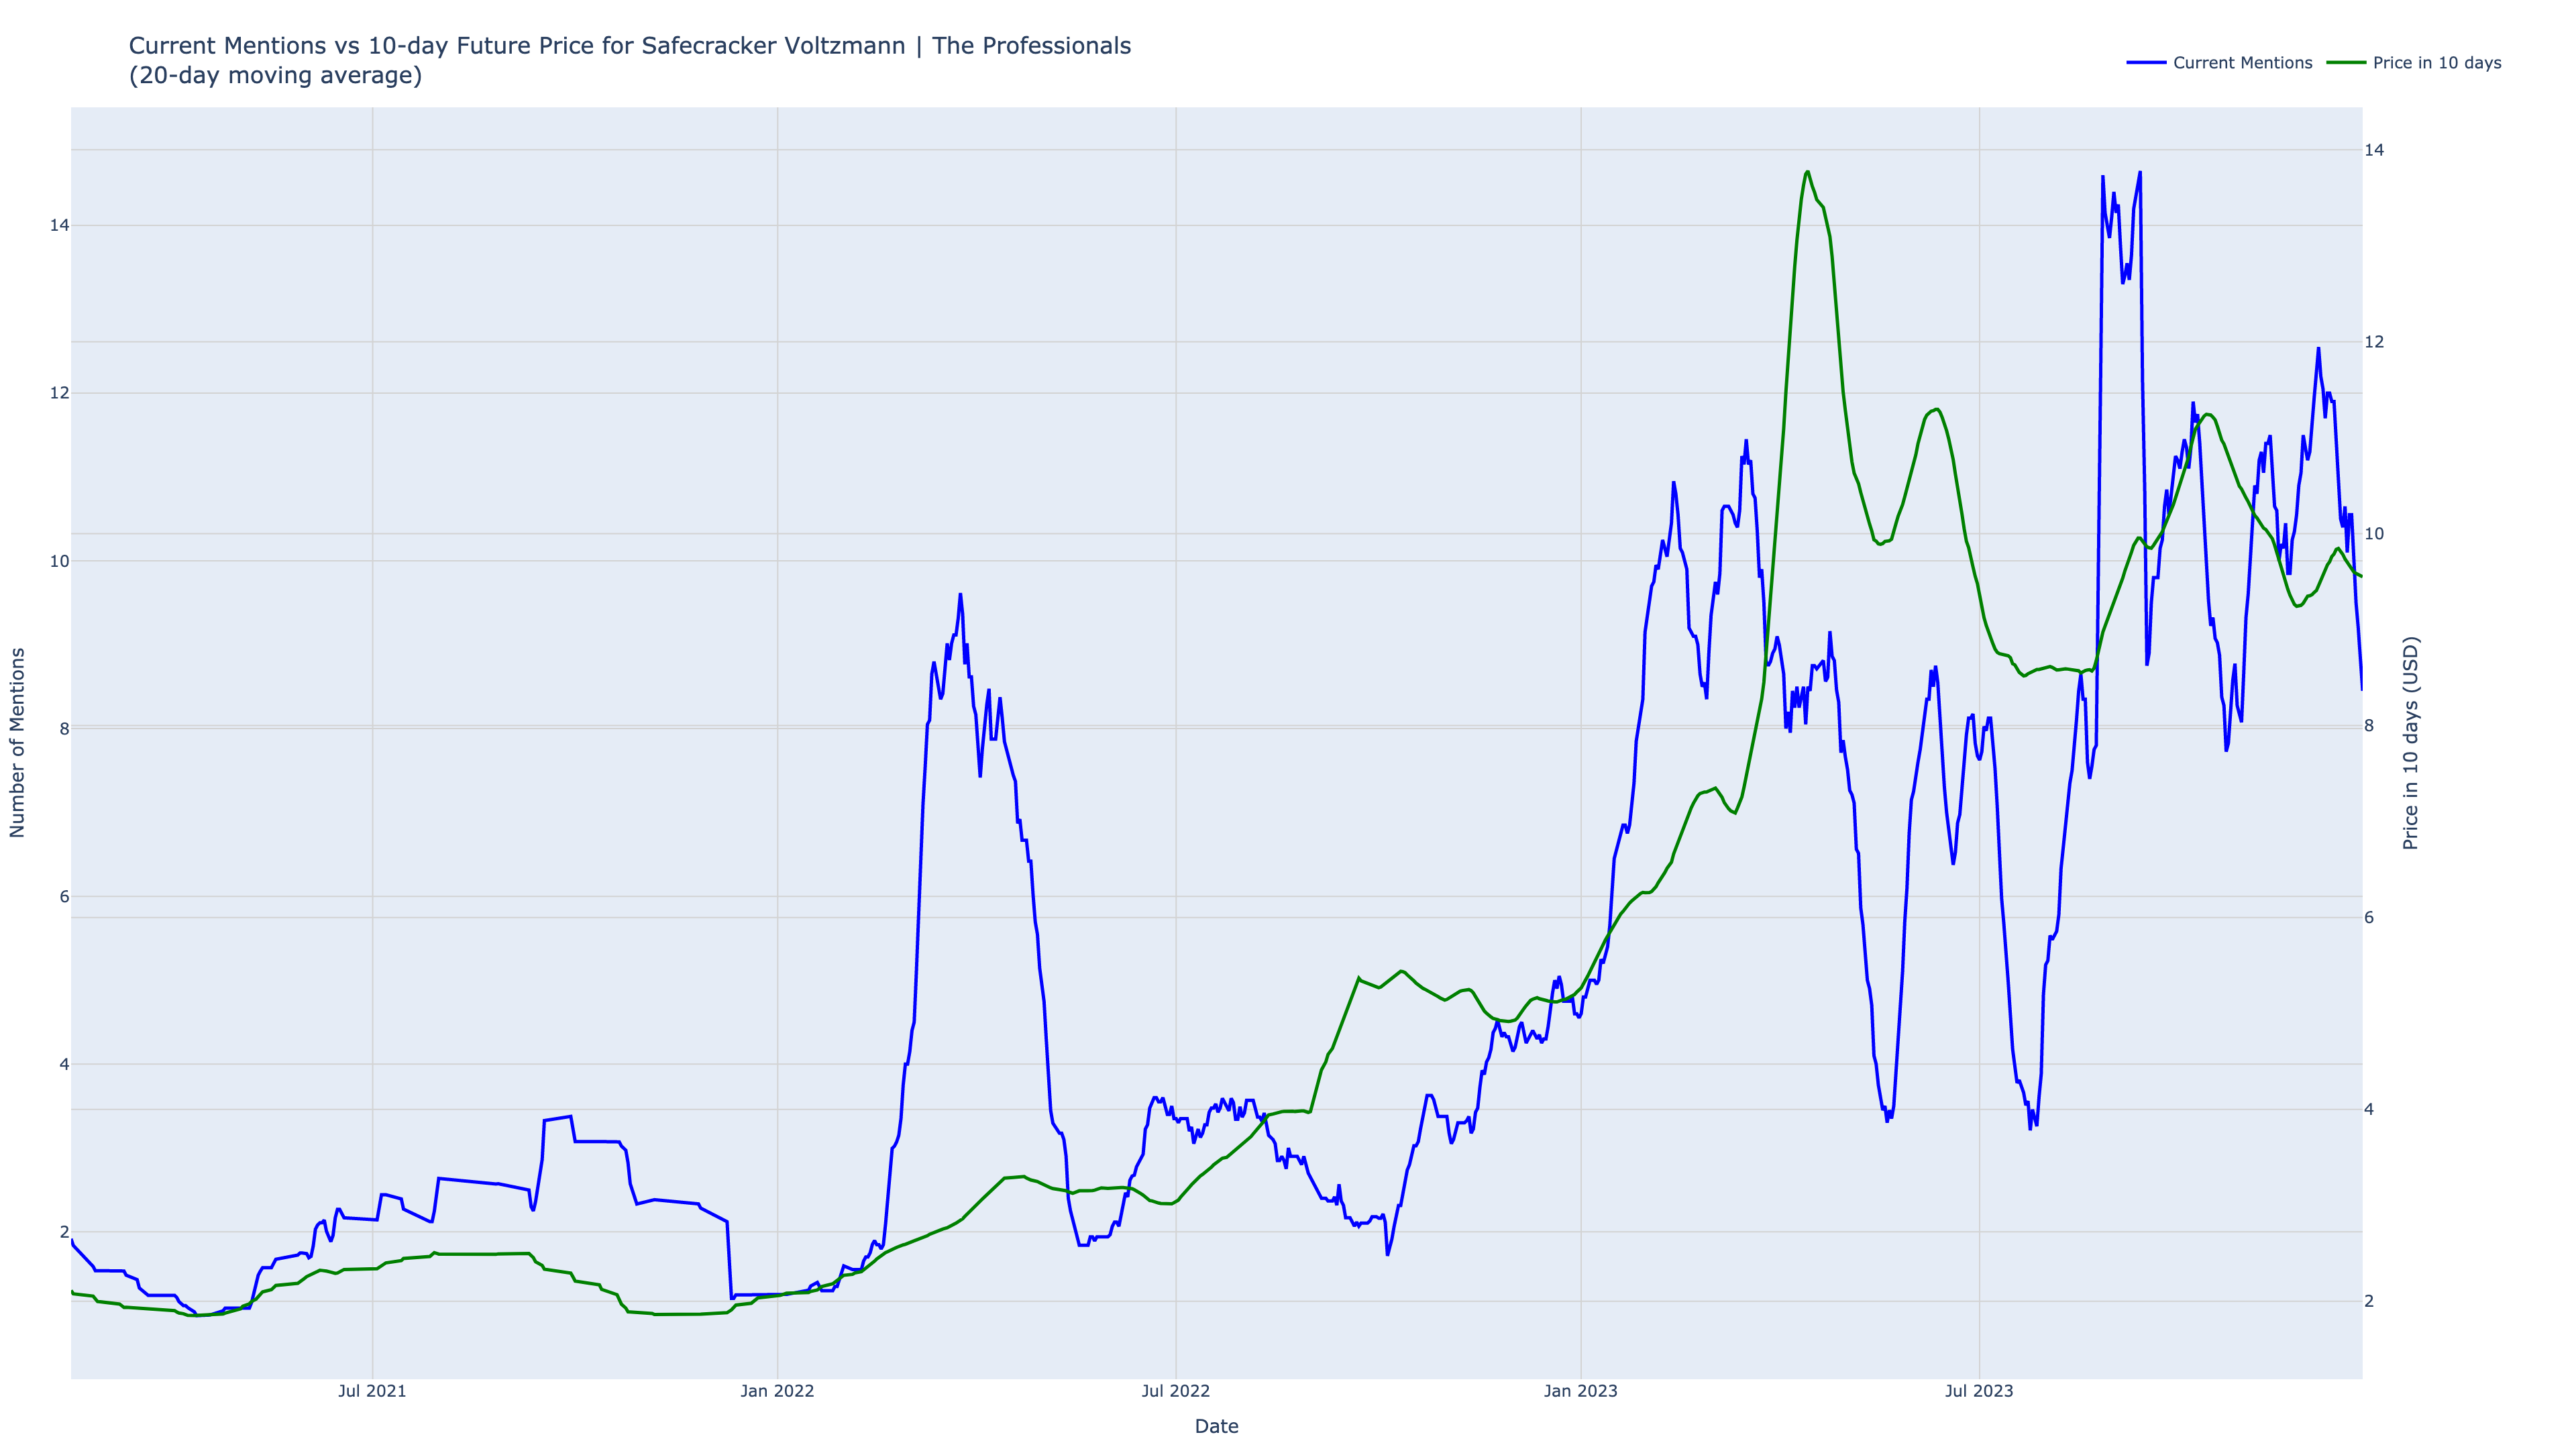 Current Mentions vs 10-day Future Price for Safecracker Voltzmann | The Professionals
(20-day moving average)
Current Mentions
Price in 10 days
14
12
10
8
6
4
2
Number of Mentions
14
12
10
8
6
4
2
Price in 10 days (USD)
Jul 2021
Jan 2022
Jul 2022
Jan 2023
Jul 2023
Date